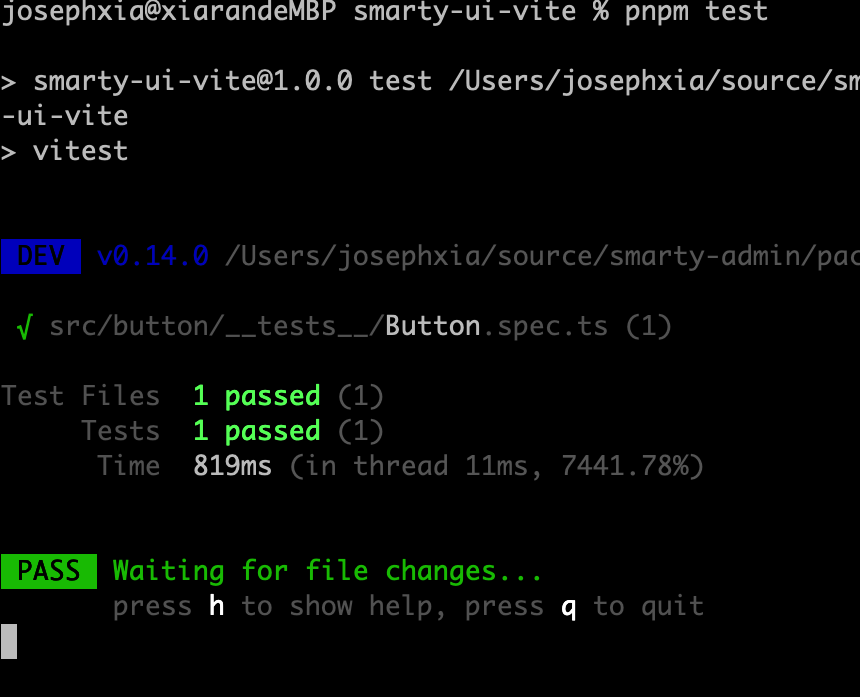 josephxia@xiarandeMBP smarty-ui-vite % pnpm test
> smarty-ui-vite@1.0.0 test /Users/josephxia/source/sm
-ui-vite
> vitest
DEV v0.14.0 /Users/josephxia/source/smarty-admin/pac
√ src/button/__tests__/Button.spec.ts (1)
Test Files 1 passed (1)
Tests 1 passed (1)
Time 819ms (in thread 11ms, 7441.78%)
PASS Waiting for file changes...
press h to show help, press q to quit